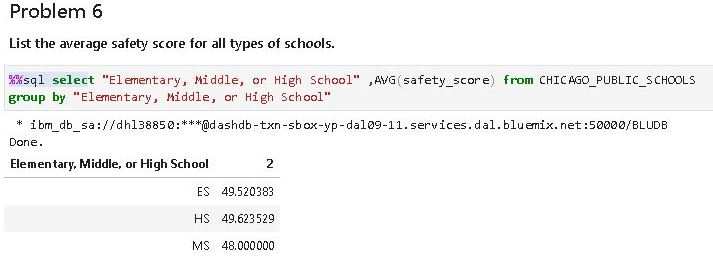 Problem 6
List the average safety score for all types of schools.
%%sql select "Elementary, Middle, or High School" ,AVG(safety_score) from CHICAGO_PUBLIC_SCHOOLS
group by "Elementary, Middle, or High School"
* ibm_db_sa://dhl38850:***@dashdb-txn-sbox-yp-dal09-11.services.dal.bluemix.net:50000/BLUDB
Done.
Elementary, Middle, or High School 2
ES 49.520383
HS 49.623529
MS 48.000000